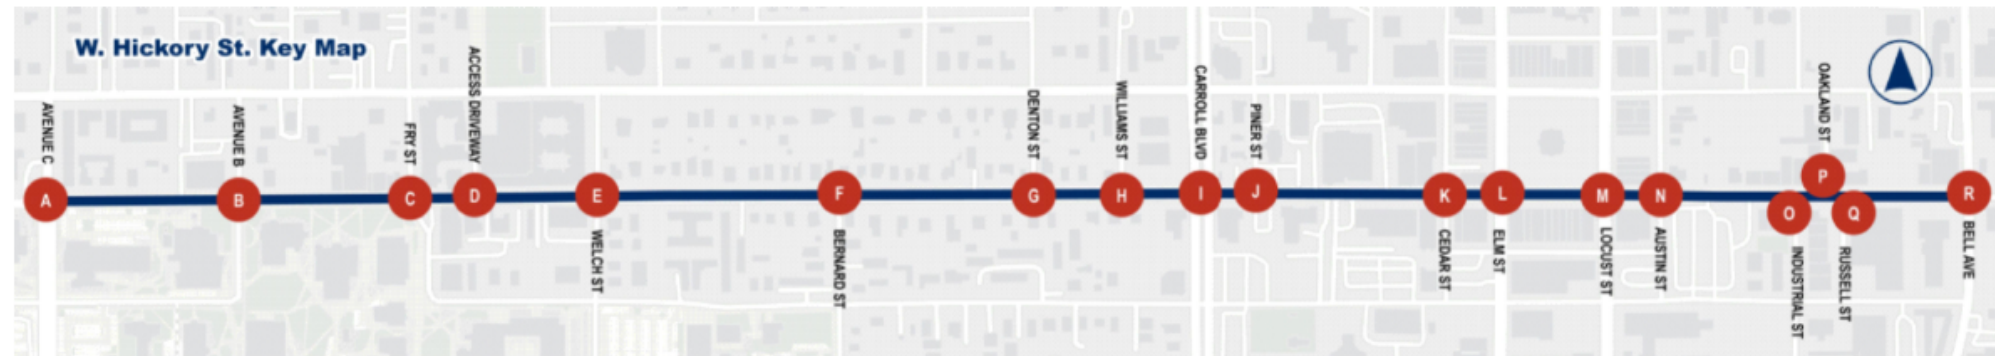 W. Hickory St. Key Map
AVENUE C
AVENUE B
FRY ST
ACCESS DRIVEWAY
WELCH ST
BERNARD ST
DENTON ST
WILLIAMS ST
CARROLL BLVD
PINER ST
CEDAR ST
ELM ST
LOCUST ST
AUSTIN ST
INDUSTRIAL ST
OAKLAND ST
RUSSELL ST
BELL AVE
A
B
C
D
E
F
G
H
I
J
K
L
M
N
O
P
Q
R